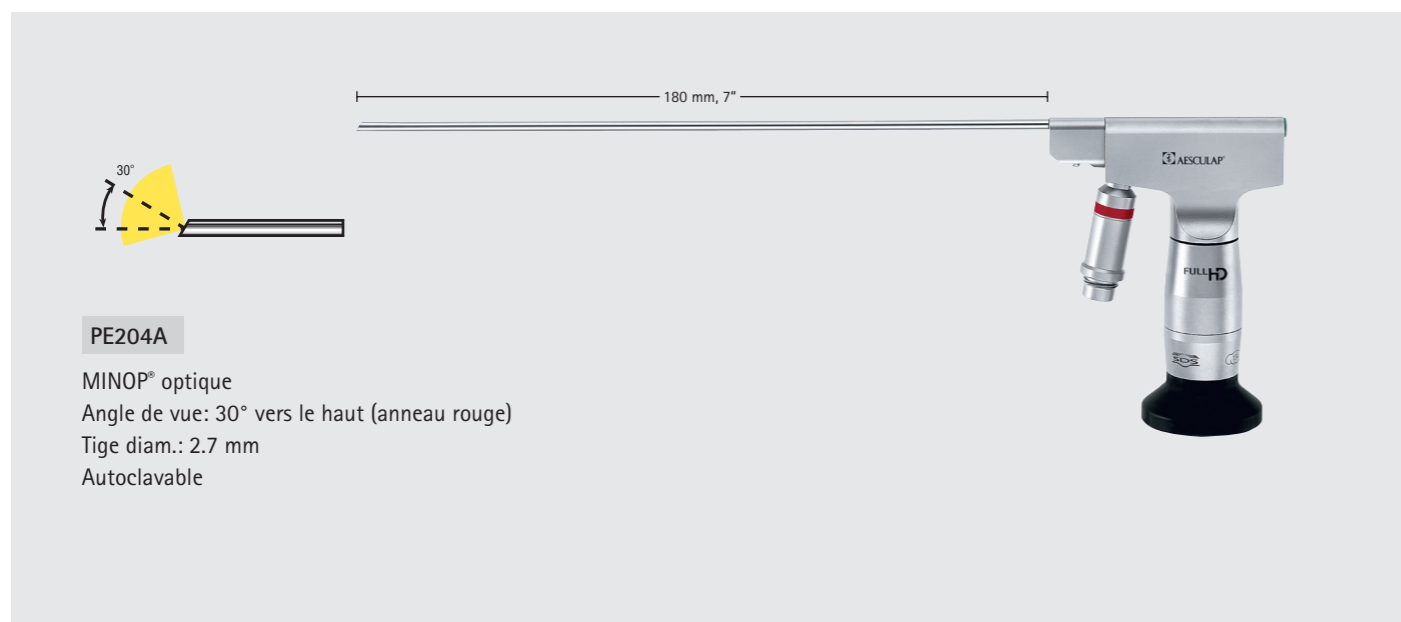 180 mm, 7"
AESCULAP®
30°
FULL HD
SDS
PE204A
MINOP® optique
Angle de vue: 30° vers le haut (anneau rouge)
Tige diam.: 2.7 mm
Autoclavable